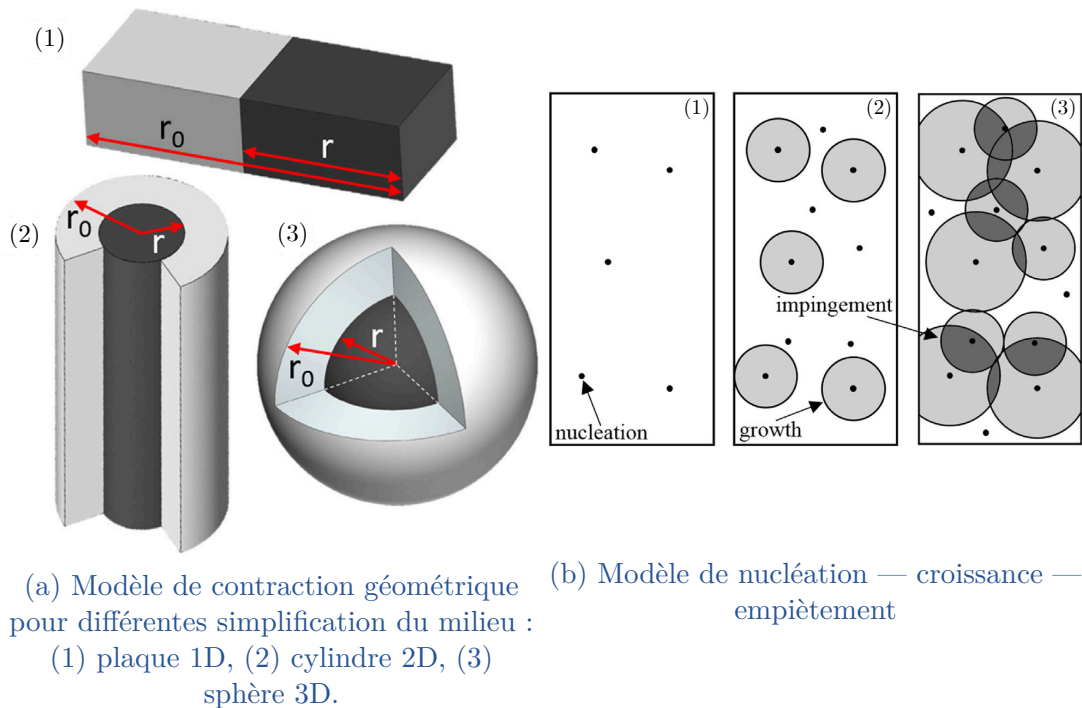 (1)
r0
r
(2)
r0
r
(3)
r
r0
(a) Modèle de contraction géométrique
pour différentes simplification du milieu :
(1) plaque 1D, (2) cylindre 2D, (3)
sphère 3D.
(1)
nucleation
(2)
growth
(3)
impingement
(b) Modèle de nucléation — croissance —
empiètement